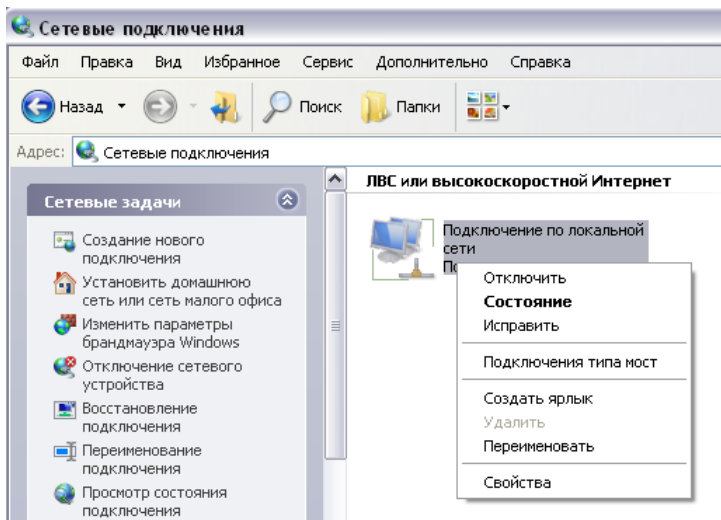 Сетевые подключения
Файл Правка Вид Избранное Сервис Дополнительно Справка
Назад Поиск Папки
Адрес: Сетевые подключения
Сетевые задачи
Создание нового
подключения
Установить домашнюю
сеть или сеть малого офиса
Изменить параметры
брандмауэра Windows
Отключение сетевого
устройства
Восстановление
подключения
Переименование
подключения
Просмотр состояния
подключения
ЛВС или высокоскоростной Интернет
Подключение по локальной
сети
Отключить
Состояние
Исправить
Подключения типа мост
Создать ярлык
Удалить
Переименовать
Свойства